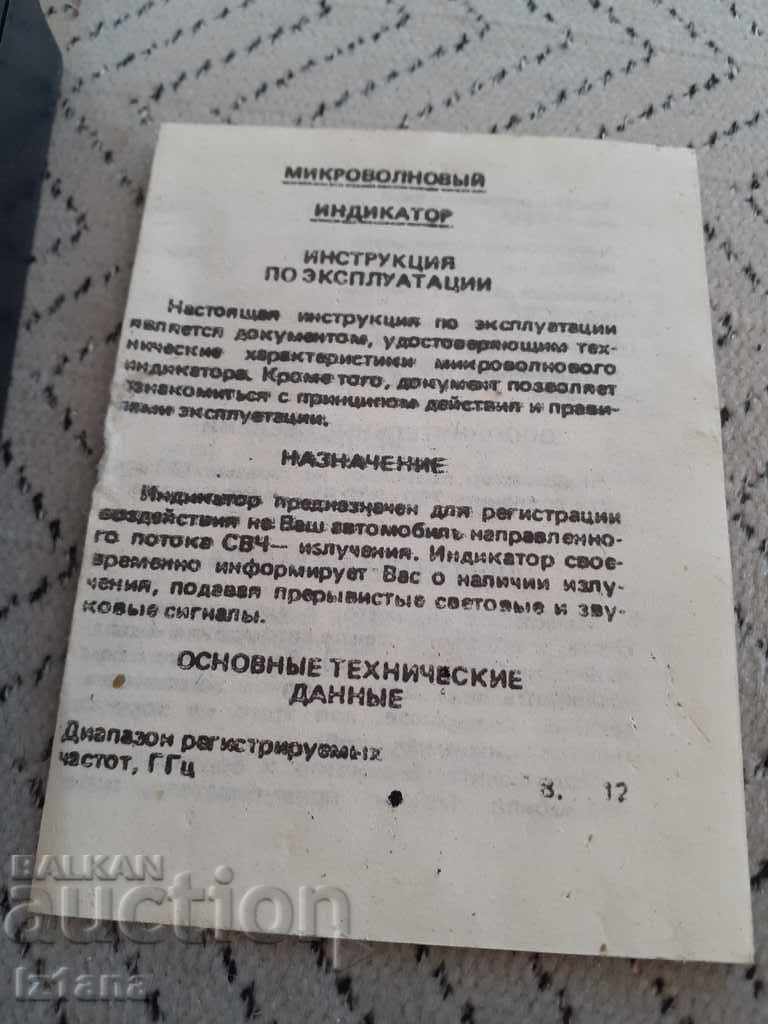 МИКРОВОЛНОВЫЙ
ИНДИКАТОР
ИНСТРУКЦИЯ
ПО ЭКСПЛУАТАЦИИ
Настоящая инструкция по эксплуатации
является документом, удостоверяющим тех-
нические характеристики микроволнового
индикатора. Кроме того, документ позволяет
ознакомиться с принципом действия и прави-
лами эксплуетации.
НАЗНАЧЕНИЕ
Индикатор предназначен для регистрации
воздействия не Ваш автомобиль направленно-
го потока СВЧ— излучения. Индикатор свое-
временно информирует Вас о наличии излу-
чения, подавая прерывистые световые и зву-
ковые сигналы.
ОСНОВНЫЕ ТЕХНИЧЕСКИЕ
ДАННЫЕ
Диапазон регистрируемых
частот, ГГц
8. 12
BALKAN
auction
iz1ana